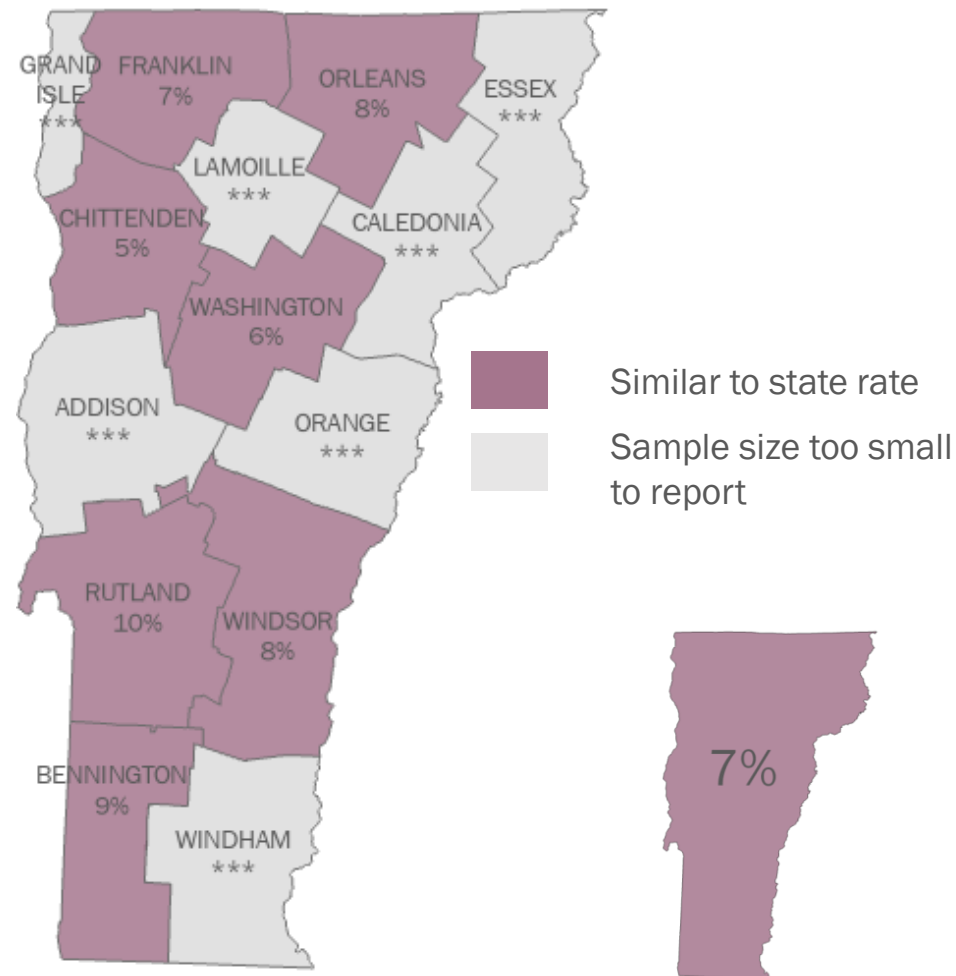 GRAND
ISLE
***
FRANKLIN
7%
ORLEANS
8%
ESSEX
***
LAMOILLE
***
CHITTENDEN
5%
CALEDONIA
***
WASHINGTON
6%
ADDISON
***
ORANGE
***
Similar to state rate
Sample size too small
to report
RUTLAND
10%
WINDSOR
8%
BENNINGTON
9%
WINDHAM
***
7%